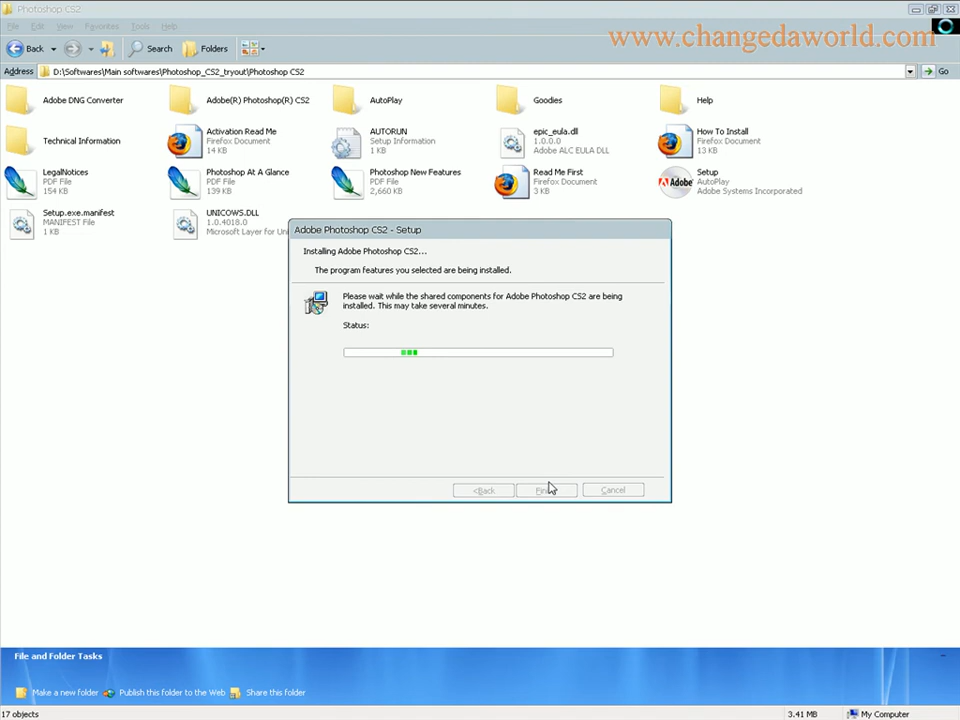 Photoshop CS2
File Edit View Favorites Tools Help
www.changedaworld.com
Back Search Folders
Address D:\Softwares\Main softwares\Photoshop_CS2_tryout\Photoshop CS2 Go
Adobe DNG Converter
Adobe(R) Photoshop(R) CS2
AutoPlay
Goodies
Help
Technical Information
Activation Read Me
Firefox Document
14 KB
AUTORUN
Setup Information
1 KB
epic_eula.dll
1.0.0.0
Adobe ALC EULA DLL
How To Install
Firefox Document
13 KB
LegalNotices
PDF File
154 KB
Photoshop At A Glance
PDF File
139 KB
Photoshop New Features
PDF File
2,660 KB
Read Me First
Firefox Document
3 KB
Adobe
Setup
AutoPlay
Adobe Systems Incorporated
Setup.exe.manifest
MANIFEST File
1 KB
UNICOWS.DLL
1.0.4018.0
Microsoft Layer for Uni
Adobe Photoshop CS2 - Setup
Installing Adobe Photoshop CS2...
The program features you selected are being installed.
Please wait while the shared components for Adobe Photoshop CS2 are being
installed. This may take several minutes.
Status:
<Back Cancel
File and Folder Tasks
Make a new folder Publish this folder to the Web Share this folder
17 objects 3.41 MB My Computer